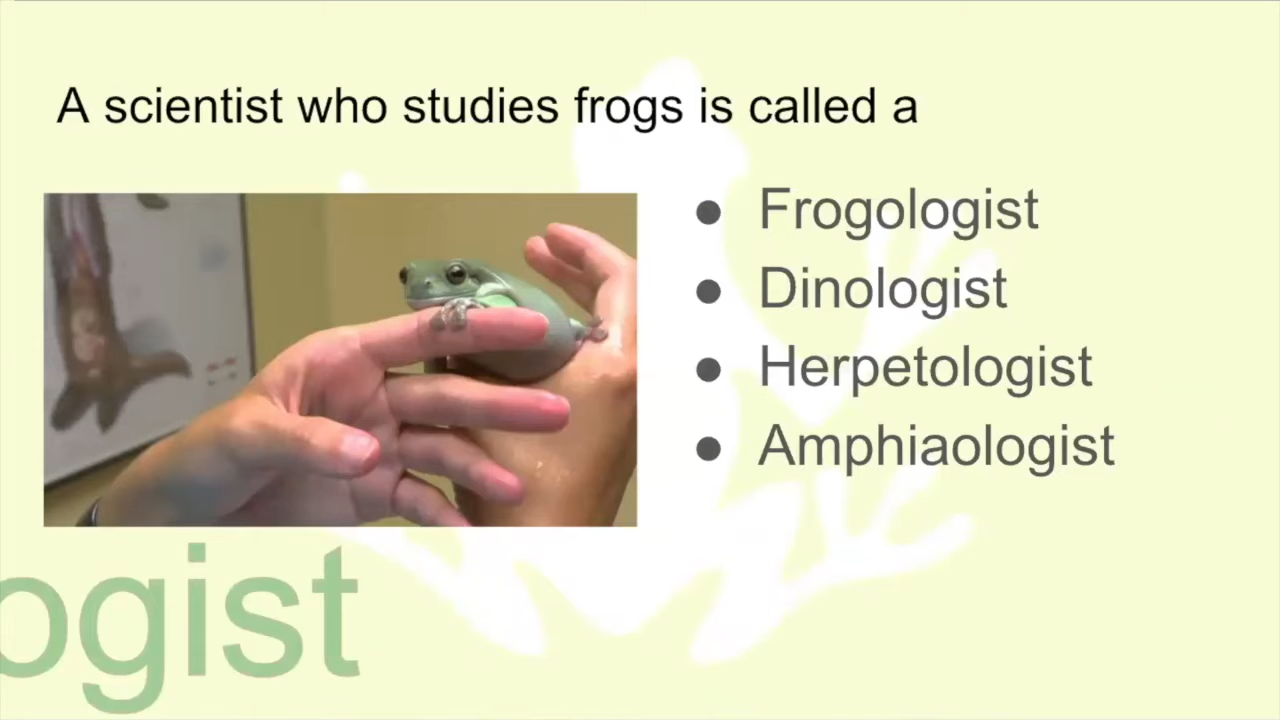 A scientist who studies frogs is called a
Frogologist
Dinologist
Herpetologist
Amphiaologist
ogist